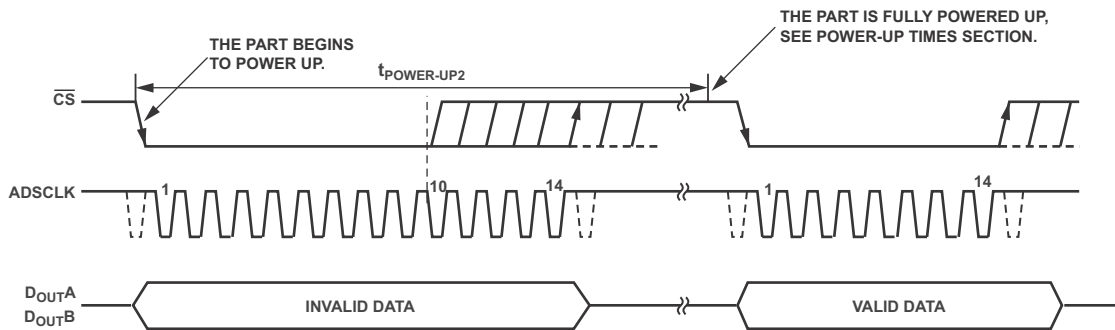 THE PART IS FULLY POWERED UP,
SEE POWER-UP TIMES SECTION.
THE PART BEGINS
TO POWER UP.
tPOWER-UP2
CS
ADSCLK
1
10
14
1
14
DOUTA
DOUTB
INVALID DATA
VALID DATA